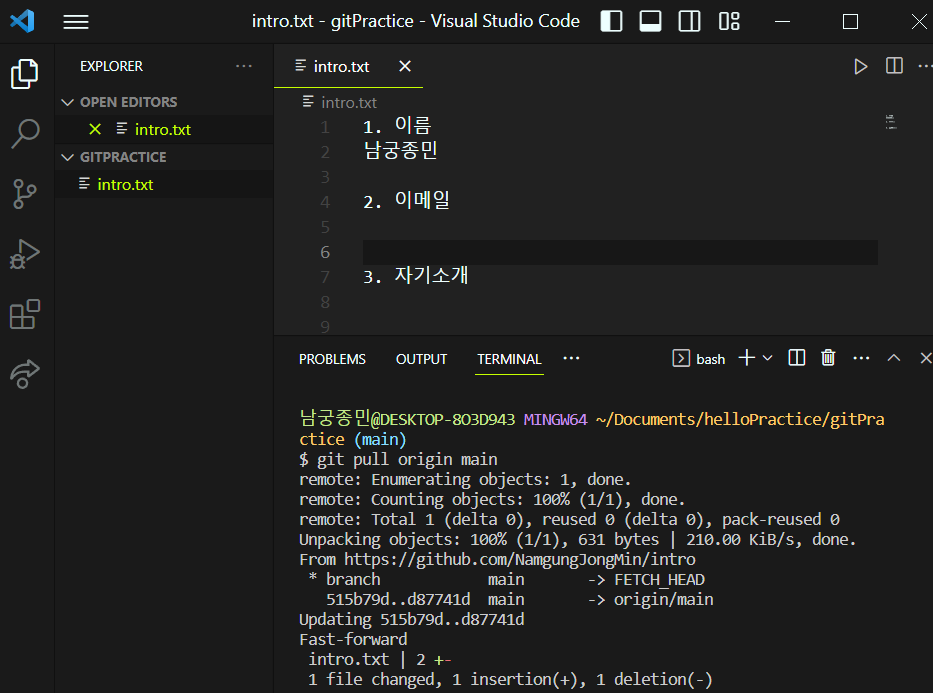 intro.txt - gitPractice - Visual Studio Code
EXPLORER
OPEN EDITORS
intro.txt
GITPRACTICE
intro.txt
intro.txt
intro.txt
1 1. 이름
2 남궁종민
3
4 2. 이메일
5
6
7 3. 자기소개
8
9
PROBLEMS OUTPUT TERMINAL ... bash
남궁종민@DESKTOP-8O3D943 MINGW64 ~/Documents/helloPractice/gitPra
ctice (main)
$ git pull origin main
remote: Enumerating objects: 1, done.
remote: Counting objects: 100% (1/1), done.
remote: Total 1 (delta 0), reused 0 (delta 0), pack-reused 0
Unpacking objects: 100% (1/1), 631 bytes | 210.00 KiB/s, done.
From https://github.com/NamgungJongMin/intro
* branch main -> FETCH_HEAD
515b79d..d87741d main -> origin/main
Updating 515b79d..d87741d
Fast-forward
intro.txt | 2 +-
1 file changed, 1 insertion(+), 1 deletion(-)